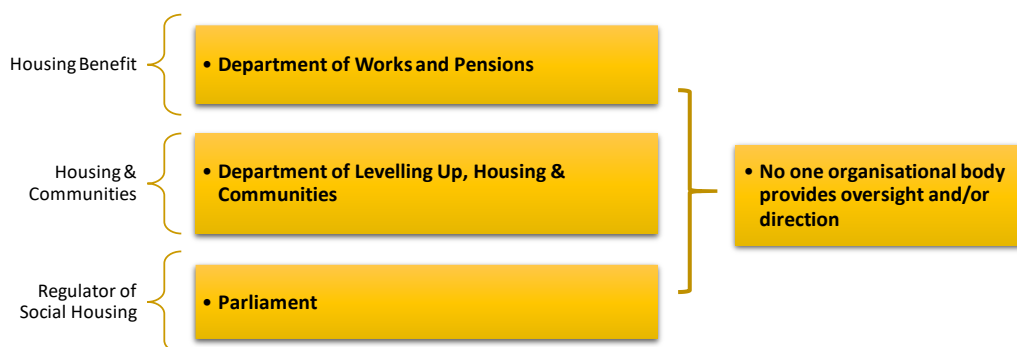 Housing Benefit
• Department of Works and Pensions
Housing &
Communities
• Department of Levelling Up, Housing &
Communities
Regulator of
Social Housing
• Parliament
• No one organisational body
provides oversight and/or
direction